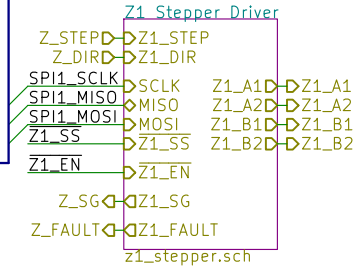 Z1 Stepper Driver
Z_STEP Z1_STEP
Z_DIR Z1_DIR
SPI1_SCLK SCLK Z1_A1 Z1_A1
SPI1_MISO MISO Z1_A2 Z1_A2
SPI1_MOSI MOSI Z1_B1 Z1_B1
Z1_SS Z1_SS Z1_B2 Z1_B2
Z1_EN Z1_EN
Z_SG Z1_SG
Z_FAULT Z1_FAULT
z1_stepper.sch